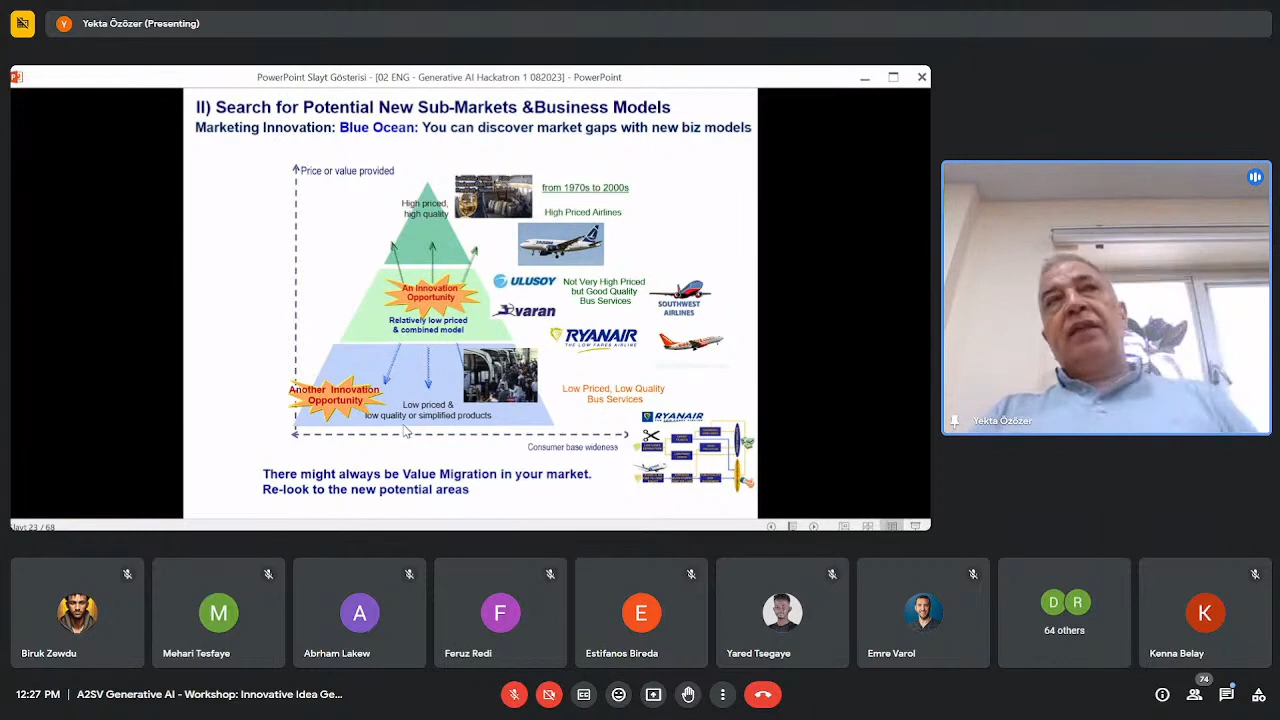 Y
Yekta Özözer (Presenting)
PowerPoint Slayt Gösterisi - [02 ENG - Generative AI Hackatron 1 082023] - PowerPoint
II) Search for Potential New Sub-Markets &Business Models
Marketing Innovation: Blue Ocean: You can discover market gaps with new biz models
Price or value provided
from 1970s to 2000s
High priced,
high quality
High Priced Airlines
An Innovation
Opportunity
ULUSOY
Not Very High Priced
but Good Quality
Bus Services
varan
SOUTHWEST
AIRLINES
Relatively low priced
& combined model
RYANAIR
THE LOW FARES AIRLINE
Another Innovation
Opportunity
Low priced &
low quality or simplified products
Low Priced, Low Quality
Bus Services
RYANAIR
Consumer base wideness
There might always be Value Migration in your market.
Re-look to the new potential areas
layt 23 / 68
Yekta Özözer
Biruk Zewdu
M
Mehari Tesfaye
A
Abrham Lakew
F
Feruz Redi
E
Estifanos Bireda
Yared Tsegaye
Emre Varol
D R
64 others
K
Kenna Belay
12:27 PM | A2SV Generative AI - Workshop: Innovative Idea Ge...
74